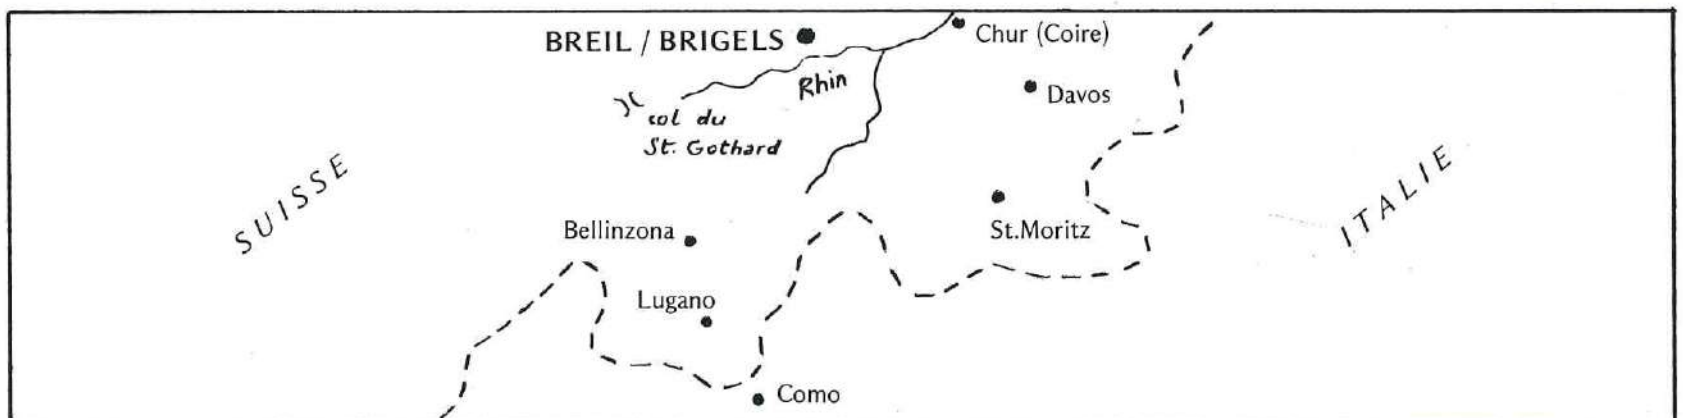 BREIL / BRIGELS
Chur (Coire)
Rhin
Davos
col du
St. Gothard
SUISSE
ITALIE
Bellinzona
St.Moritz
Lugano
Como